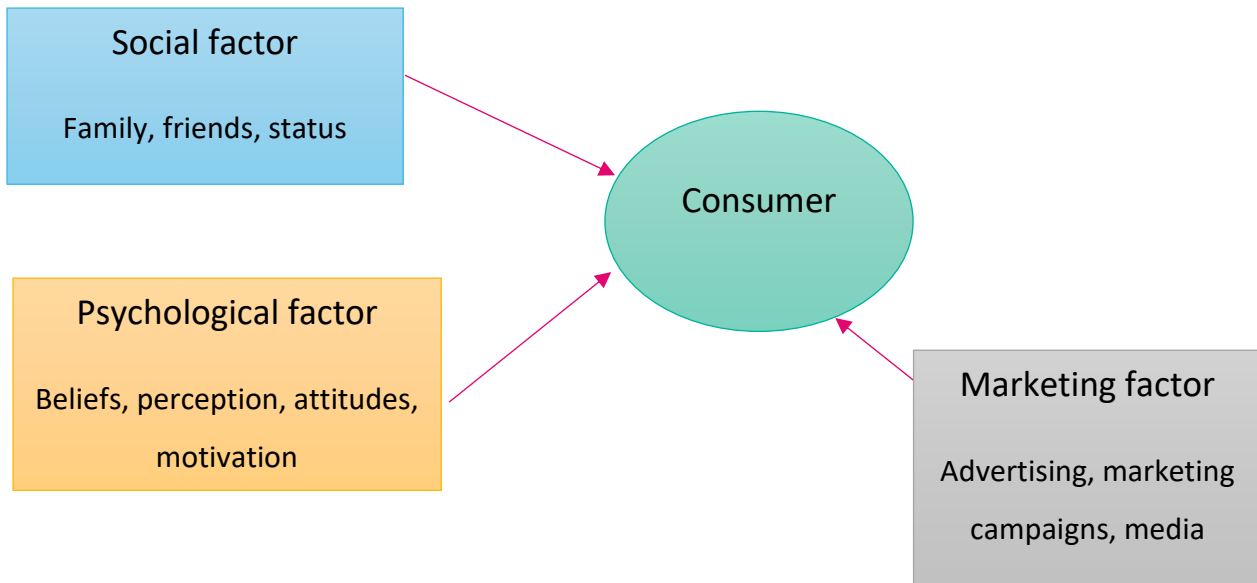 Social factor
Family, friends, status
Consumer
Psychological factor
Beliefs, perception, attitudes,
motivation
Marketing factor
Advertising, marketing
campaigns, media